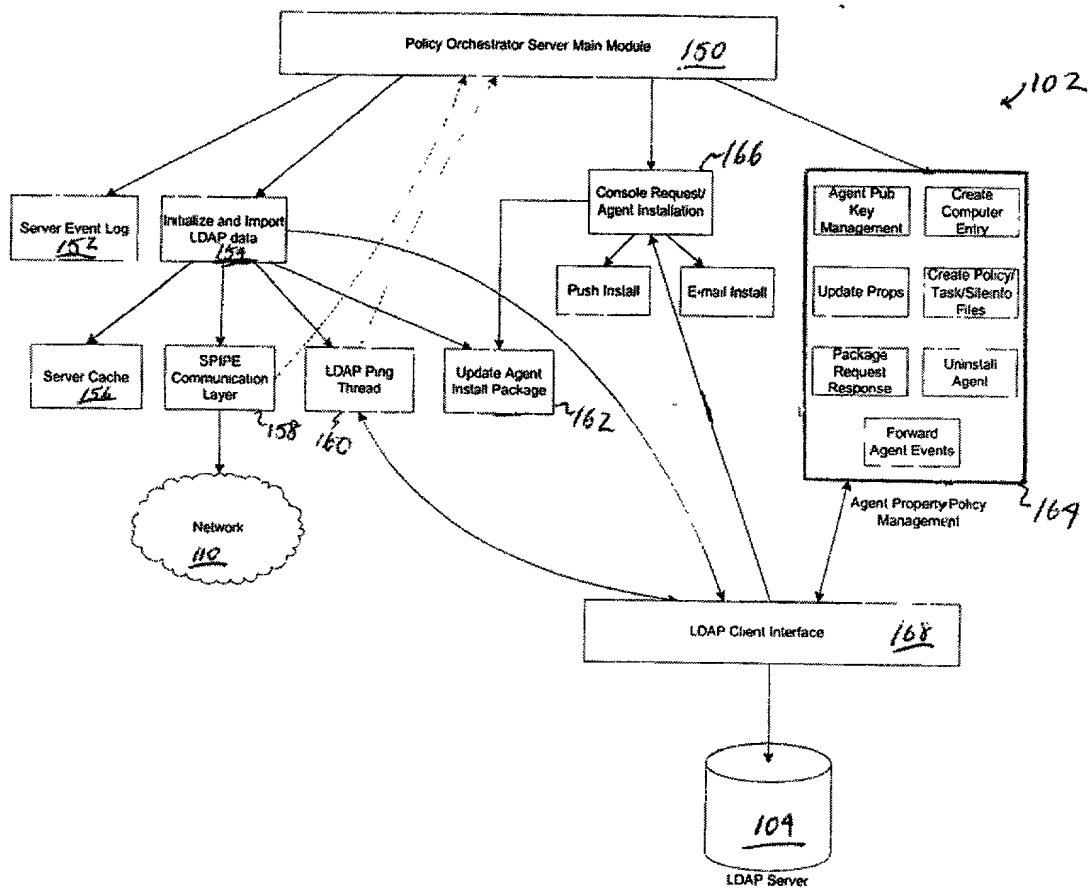 Policy Orchestrator Server Main Module 150
102
166
Server Event Log
152
Initialize and Import
LDAP data
154
Console Request/
Agent Installation
Agent Pub
Key
Management
Create
Computer
Entry
Push Install
E-mail Install
Update Props
Create Policy/
Task/Siteinfo
Files
Server Cache
156
SPIPE
Communication
Layer
158
LDAP Ping
Thread
160
Update Agent
Install Package
162
Package
Request
Response
Uninstall
Agent
Forward
Agent Events
164
Agent Property/Policy
Management
Network
110
LDAP Client Interface 168
104
LDAP Server